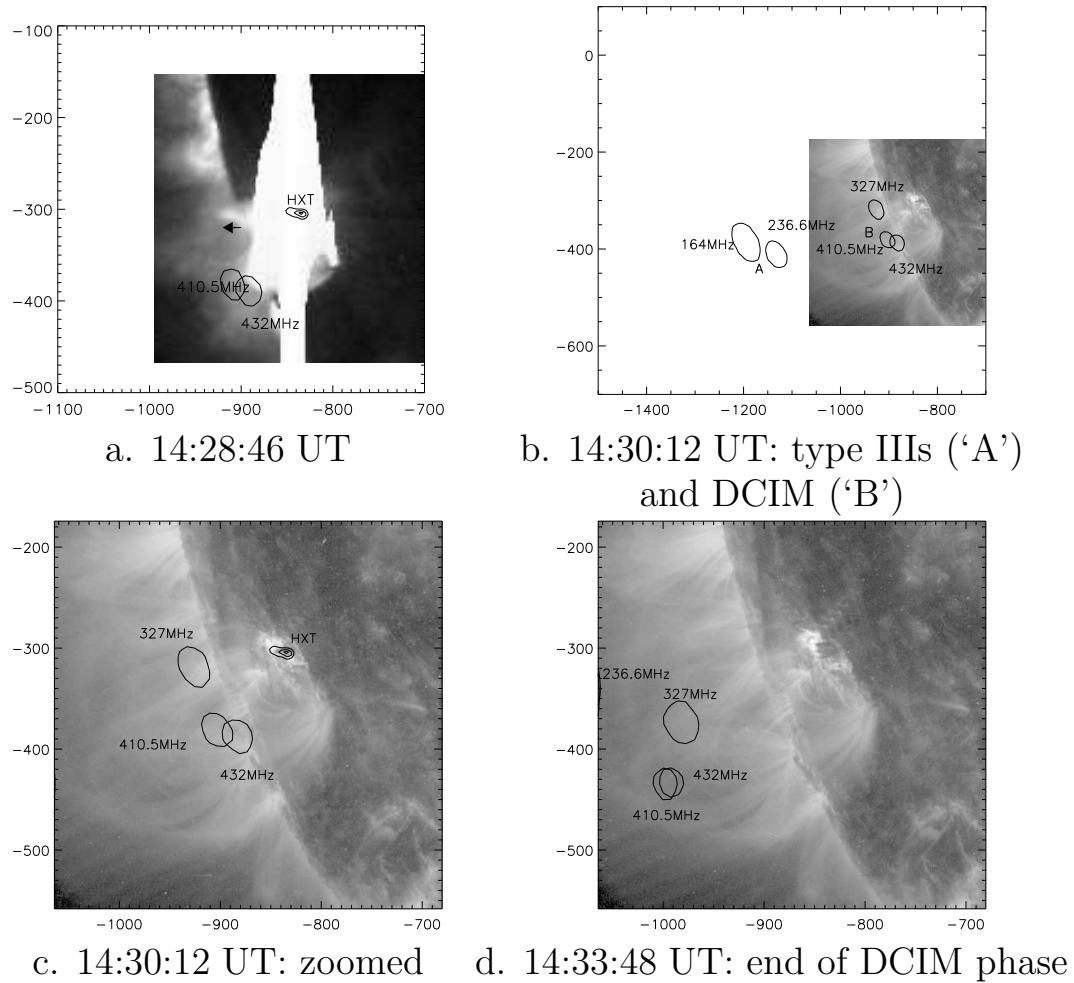 -100
-200
-300
-400
-500
-1100
-1000
-900
-800
-700
HXT
410.5MHz
432MHz
a. 14:28:46 UT
0
-200
-400
-600
-1400
-1200
-1000
-800
327MHz
236.6MHz
164MHz
B
A
410.5MHz
432MHz
b. 14:30:12 UT: type IIIs (‘A’)
and DCIM (‘B’)
-200
-300
-400
-500
-1000
-900
-800
-700
327MHz
HXT
410.5MHz
432MHz
c. 14:30:12 UT: zoomed
-200
-300
-400
-500
-1000
-900
-800
-700
236.6MHz
327MHz
432MHz
410.5MHz
d. 14:33:48 UT: end of DCIM phase